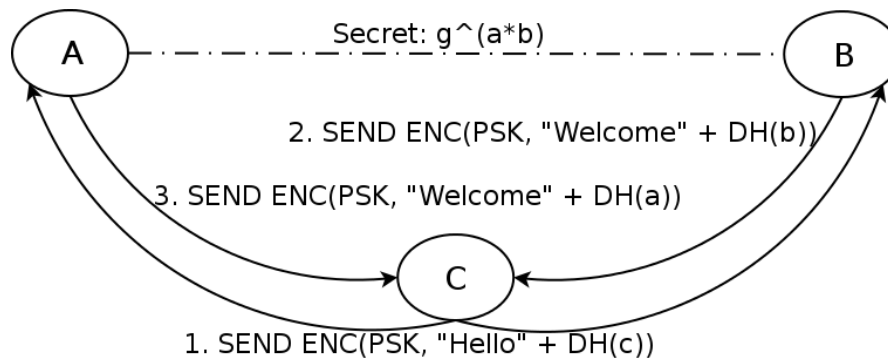 Secret: g^(a*b)
A
B
2. SEND ENC(PSK, "Welcome" + DH(b))
3. SEND ENC(PSK, "Welcome" + DH(a))
C
1. SEND ENC(PSK, "Hello" + DH(c))